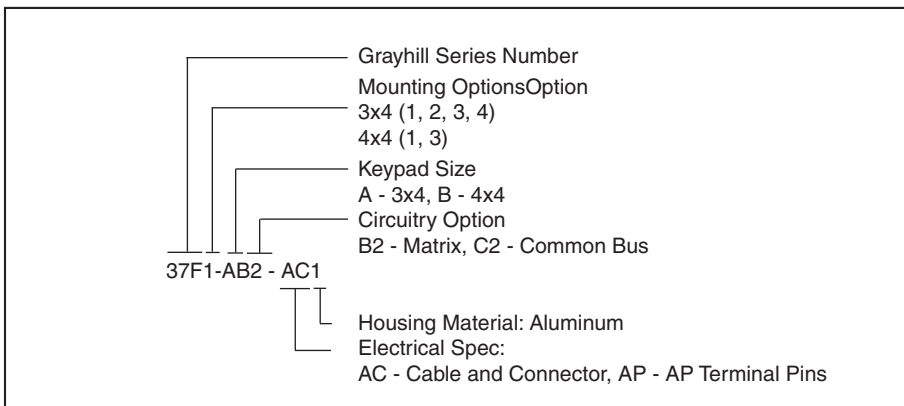 Grayhill Series Number
Mounting OptionsOption
3x4 (1, 2, 3, 4)
4x4 (1, 3)
Keypad Size
A - 3x4, B - 4x4
Circuitry Option
B2 - Matrix, C2 - Common Bus
37F1-AB2 - AC1
Housing Material: Aluminum
Electrical Spec:
AC - Cable and Connector, AP - AP Terminal Pins